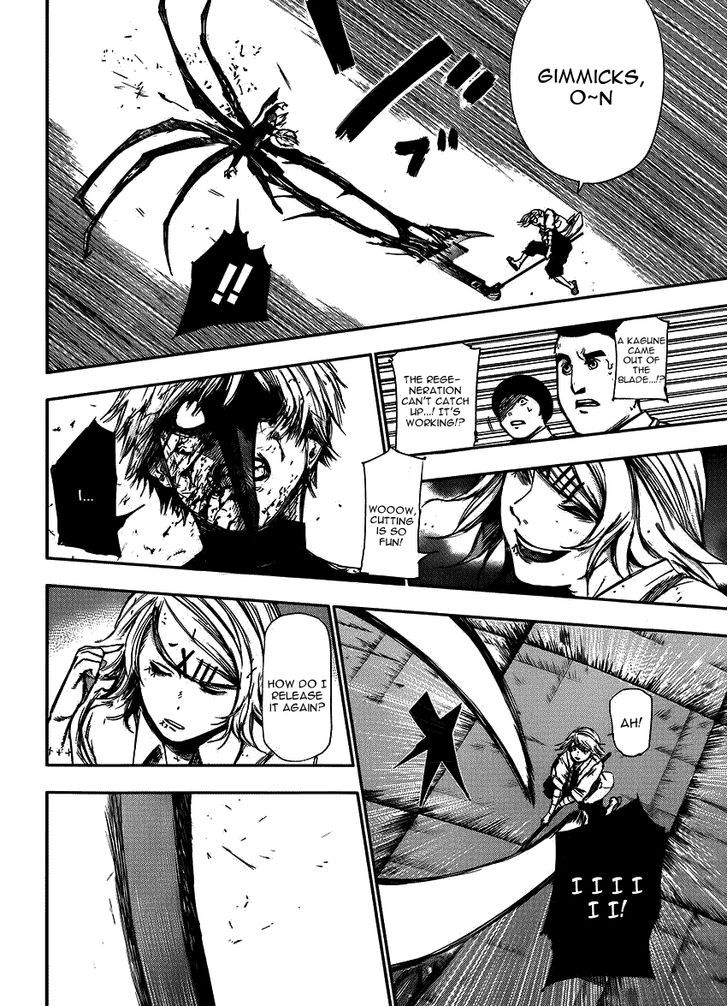 GIMMICKS,
O~N
!!
A KAGUNE
CAME
OUT OF
THE
BLADE...!?
THE REGE-
NERATION
CAN'T CATCH
UP...! IT'S
WORKING!?
WOOOW,
CUTTING
IS SO
FUN!
I...
AH!
I I I I
I I!
HOW DO I
RELEASE
IT AGAIN?
XIII